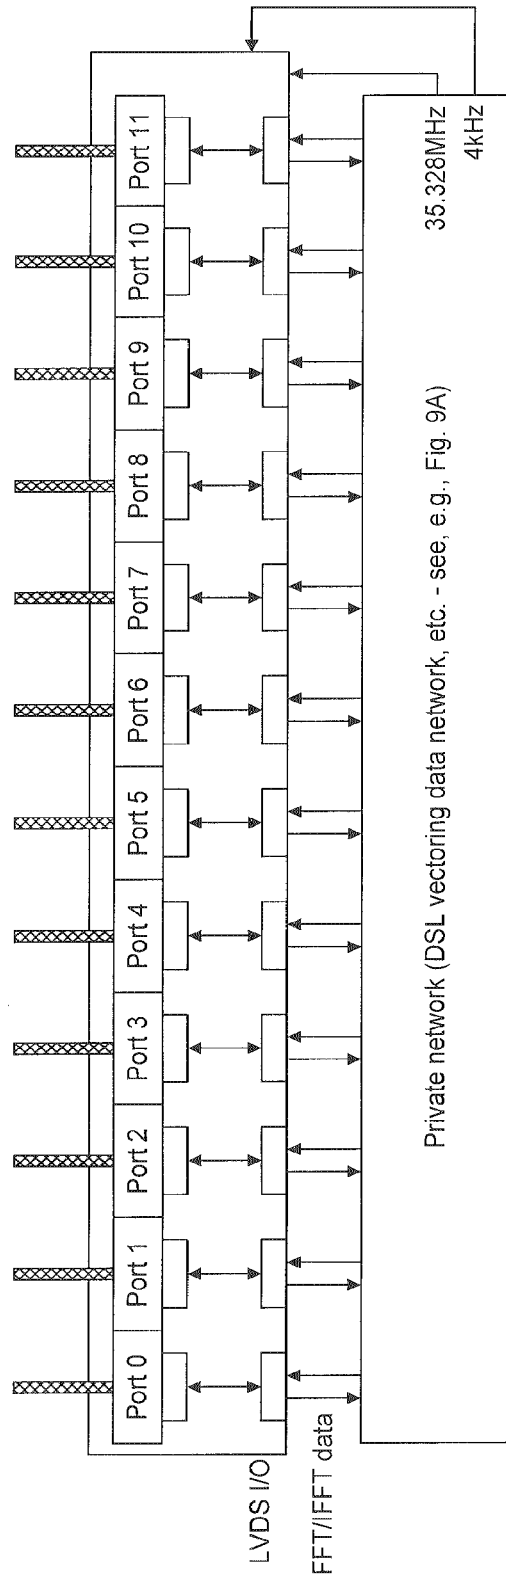 Port 0
Port 1
Port 2
Port 3
Port 4
Port 5
Port 6
Port 7
Port 8
Port 9
Port 10
Port 11
LVDS I/O
FFT/IFFT data
35.328MHz
4kHz
Private network (DSL vectoring data network, etc. - see, e.g., Fig. 9A)